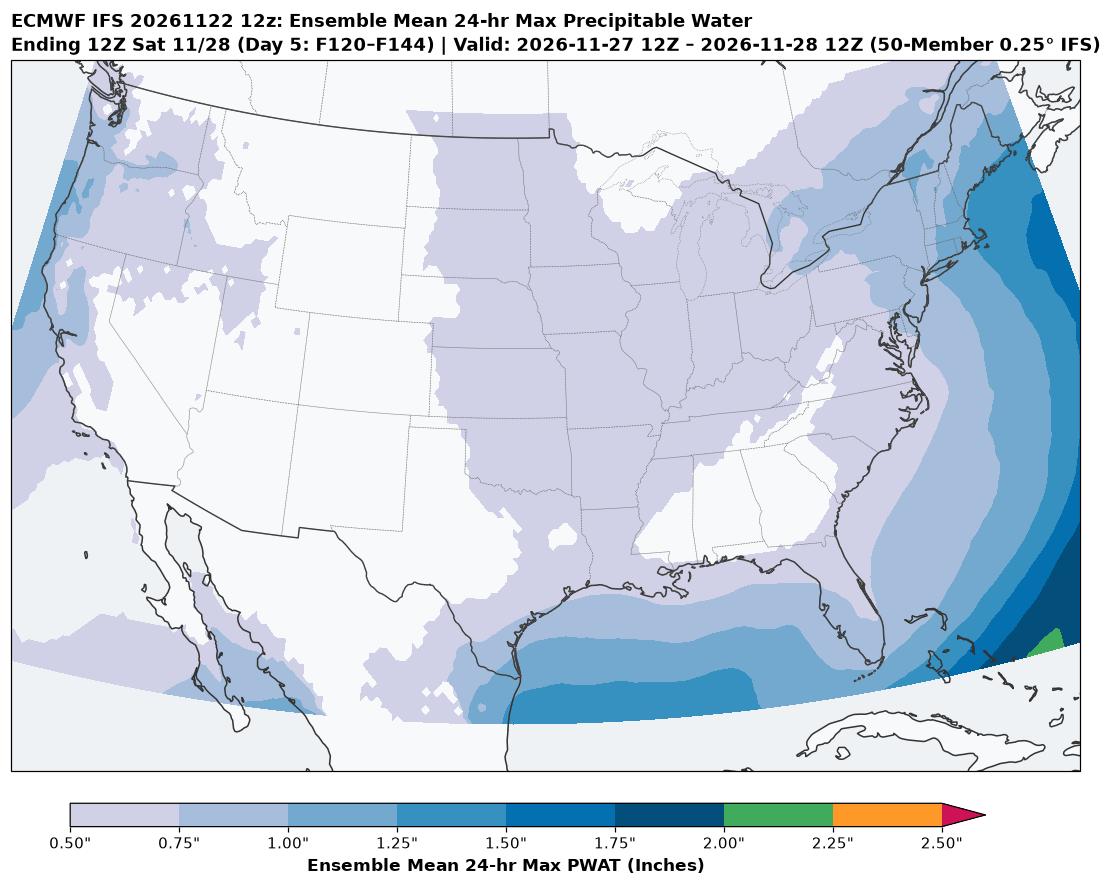 ECMWF IFS 20261122 12z: Ensemble Mean 24-hr Max Precipitable Water
Ending 12Z Sat 11/28 (Day 5: F120–F144) | Valid: 2026-11-27 12Z – 2026-11-28 12Z (50-Member 0.25° IFS)
0.50" 0.75" 1.00" 1.25" 1.50" 1.75" 2.00" 2.25" 2.50"
Ensemble Mean 24-hr Max PWAT (Inches)